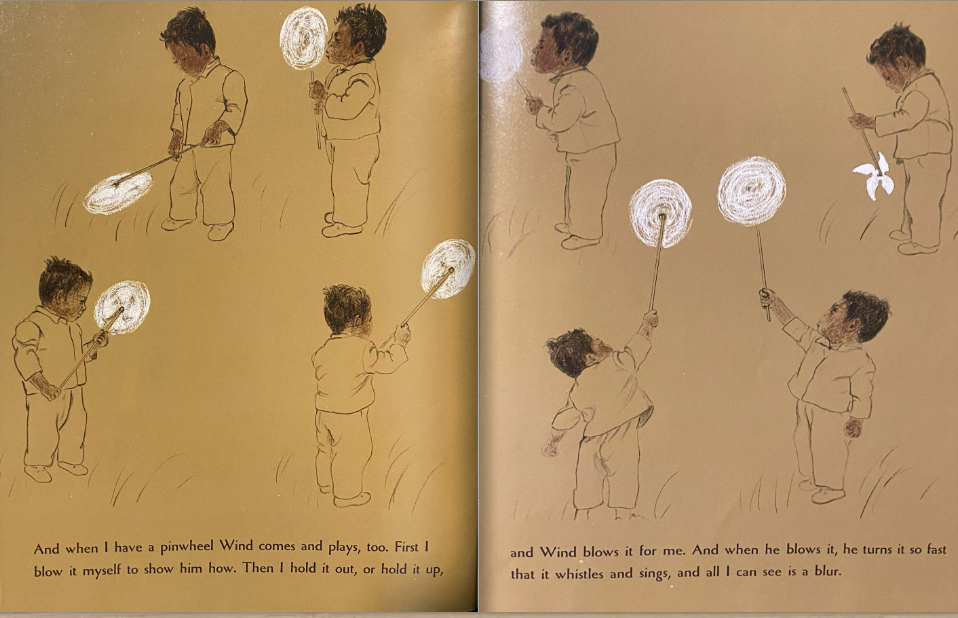 And when I have a pinwheel Wind comes and plays, too. First I
blow it myself to show him how. Then I hold it out, or hold it up,
and Wind blows it for me. And when he blows it, he turns it so fast
that it whistles and sings, and all I can see is a blur.